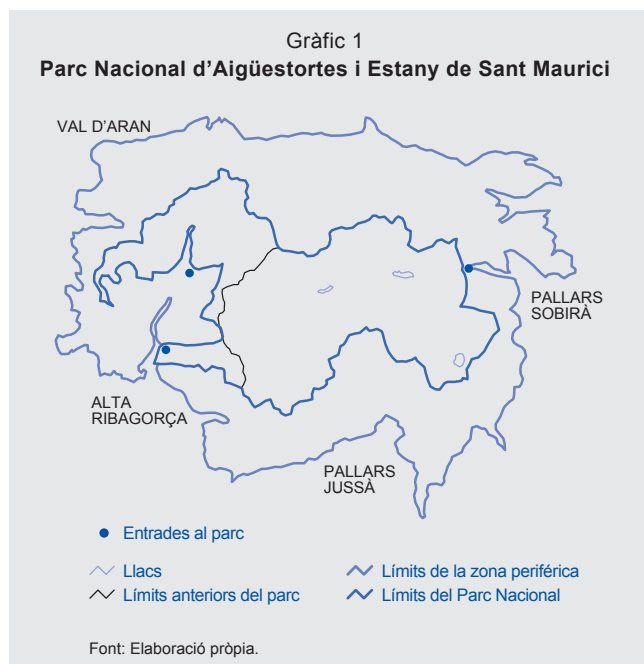 Gràfic 1
Parc Nacional d'Aigüestortes i Estany de Sant Maurici
VAL D'ARAN
PALLARS
SOBIRÀ
ALTA
RIBAGORÇA
PALLARS
JUSSÀ
Entrades al parc
Llacs
Límits de la zona periférica
Límits anteriors del parc
Límits del Parc Nacional
Font: Elaboració pròpia.